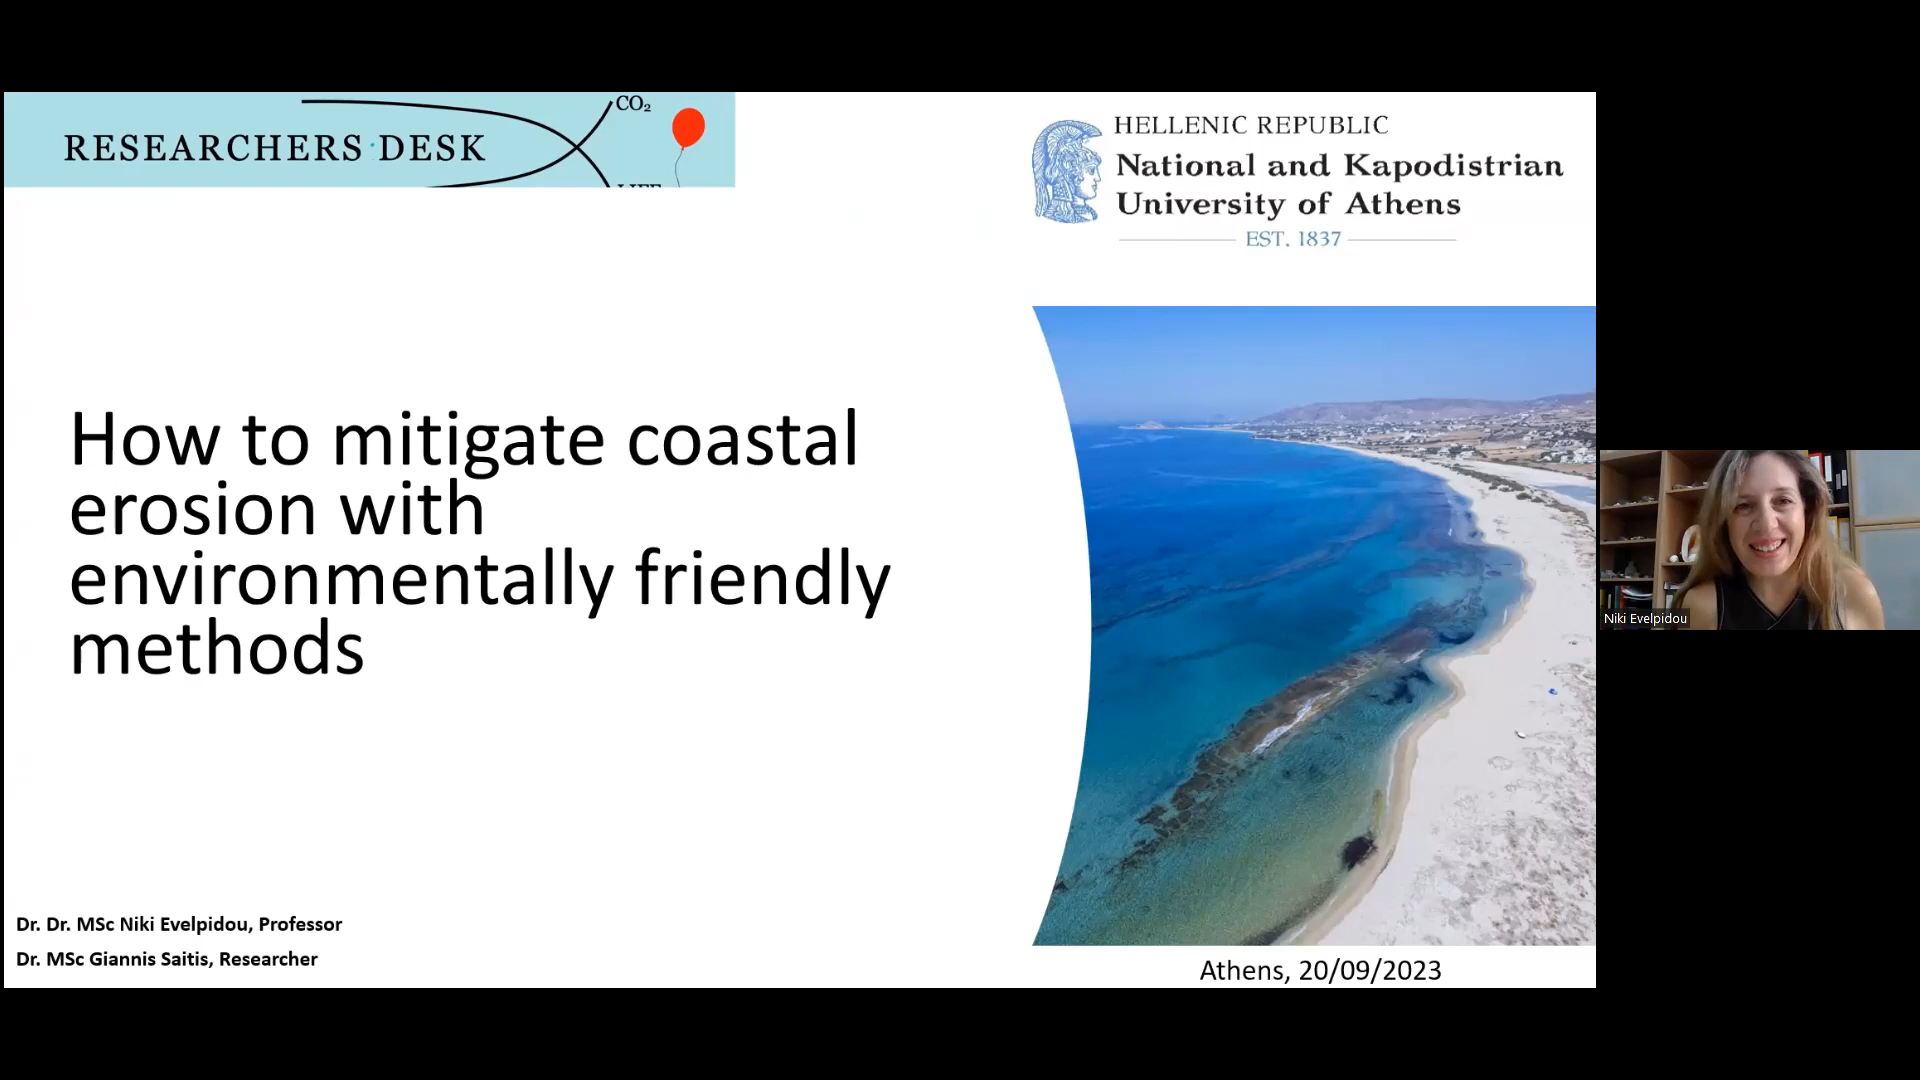 RESEARCHERS DESK
CO₂
HELLENIC REPUBLIC
National and Kapodistrian
University of Athens
EST. 1837
How to mitigate coastal
erosion with
environmentally friendly
methods
Niki Evelpidou
Dr. Dr. MSc Niki Evelpidou, Professor
Dr. MSc Giannis Saitis, Researcher
Athens, 20/09/2023